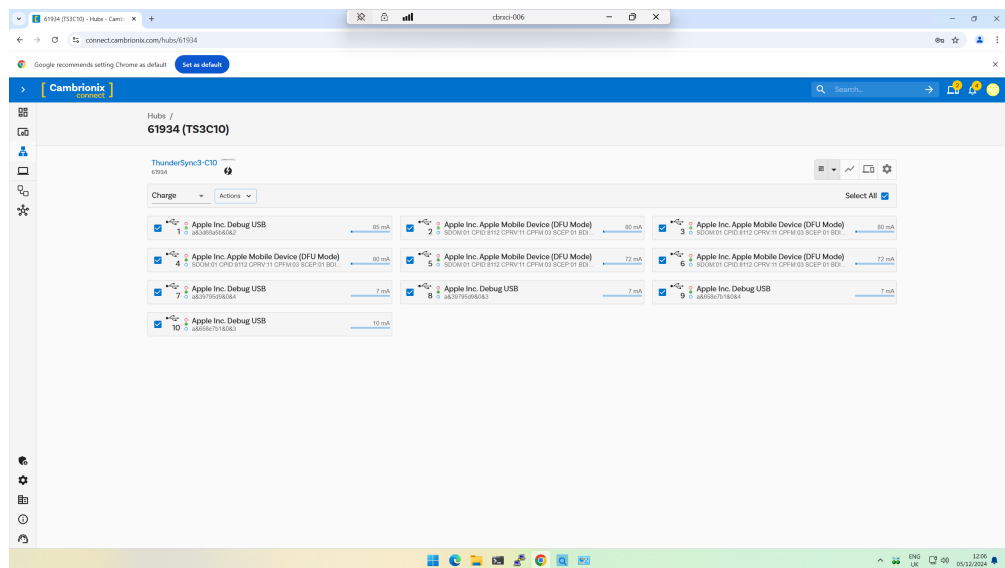 61934 (TS3C10) - Hubs - Camb
cbrxci-006
connect.cambrionix.com/hubs/61934
Google recommends setting Chrome as default
Set as default
[ Cambrionix ]
connect
Search...
2
4
Hubs /
61934 (TS3C10)
ThunderSync3-C10
61934
Charge
Actions
Select All
1
Apple Inc. Debug USB
85 mA
2
Apple Inc. Apple Mobile Device (DFU Mode)
SDOM:01 CPID:8112 CPRV:11 CPFM:03 SCEP:01 BDI...
80 mA
3
Apple Inc. Apple Mobile Device (DFU Mode)
SDOM:01 CPID:8112 CPRV:11 CPFM:03 SCEP:01 BDI...
80 mA
4
Apple Inc. Apple Mobile Device (DFU Mode)
SDOM:01 CPID:8112 CPRV:11 CPFM:03 SCEP:01 BDI...
80 mA
5
Apple Inc. Apple Mobile Device (DFU Mode)
SDOM:01 CPID:8112 CPRV:11 CPFM:03 SCEP:01 BDI...
72 mA
6
Apple Inc. Apple Mobile Device (DFU Mode)
SDOM:01 CPID:8112 CPRV:11 CPFM:03 SCEP:01 BDI...
72 mA
7
Apple Inc. Debug USB
a&39795d9&0&4
7 mA
8
Apple Inc. Debug USB
a&39795d9&0&3
7 mA
9
Apple Inc. Debug USB
a&658e7b1&0&4
7 mA
10
Apple Inc. Debug USB
a&658e7b1&0&3
10 mA
ENG
UK
12:06
05/12/2024